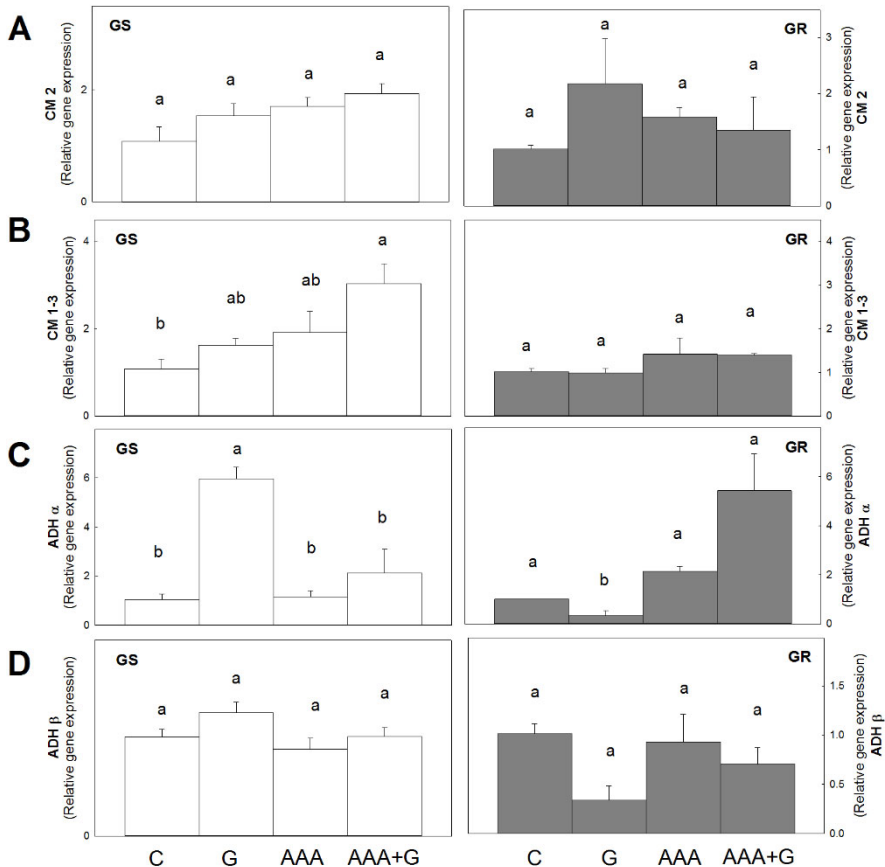 A
GS
CM 2
(Relative gene expression)
2
0
a
a
a
a
GR
a
a
a
a
3
2
1
0
(Relative gene expression)
CM 2
B
GS
CM 1-3
(Relative gene expression)
4
2
0
b
ab
ab
a
GR
a
a
a
a
4
3
2
1
0
(Relative gene expression)
CM 1-3
C
GS
ADH α
(Relative gene expression)
6
4
2
0
b
a
b
b
GR
a
b
a
a
6
4
2
0
(Relative gene expression)
ADH α
D
GS
ADH β
(Relative gene expression)
0
a
a
a
a
GR
a
a
a
a
1.5
1.0
0.5
0.0
(Relative gene expression)
ADH β
C G AAA AAA+G
C G AAA AAA+G